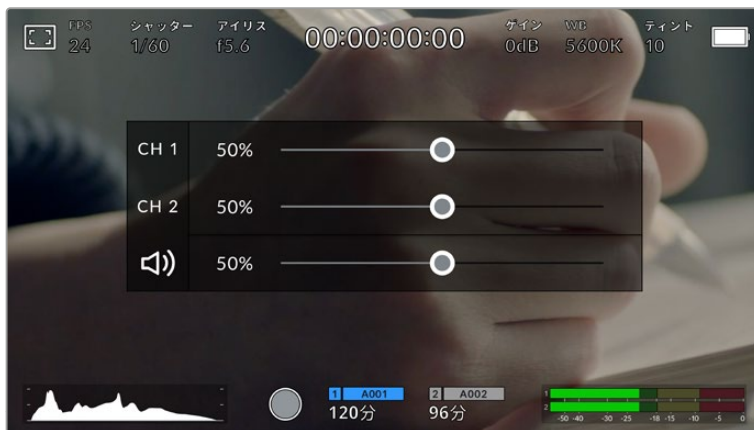 FPS シャッター アイリス 00:00:00:00 ゲイン WB ティント
24 1/60 f5.6 0dB 5600K 10
CH 1 50%
CH 2 50%
50%
1 A001 2 A002
120分 96分
1
2
-50 -40 -30 -25 -18 -15 -10 -5 0